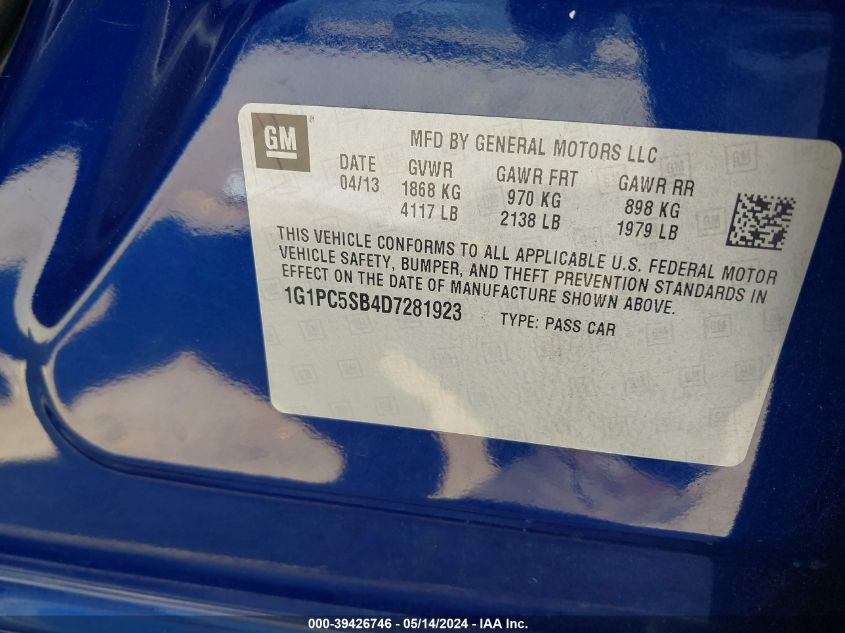 GM
MFD BY GENERAL MOTORS LLC
DATE GVWR GAWR FRT GAWR RR
04/13 1868 KG 970 KG 898 KG
4117 LB 2138 LB 1979 LB
THIS VEHICLE CONFORMS TO ALL APPLICABLE U.S. FEDERAL MOTOR
VEHICLE SAFETY, BUMPER, AND THEFT PREVENTION STANDARDS IN
EFFECT ON THE DATE OF MANUFACTURE SHOWN ABOVE.
1G1PC5SB4D7281923 TYPE: PASS CAR
000-39426746 - 05/14/2024 - IAA Inc.